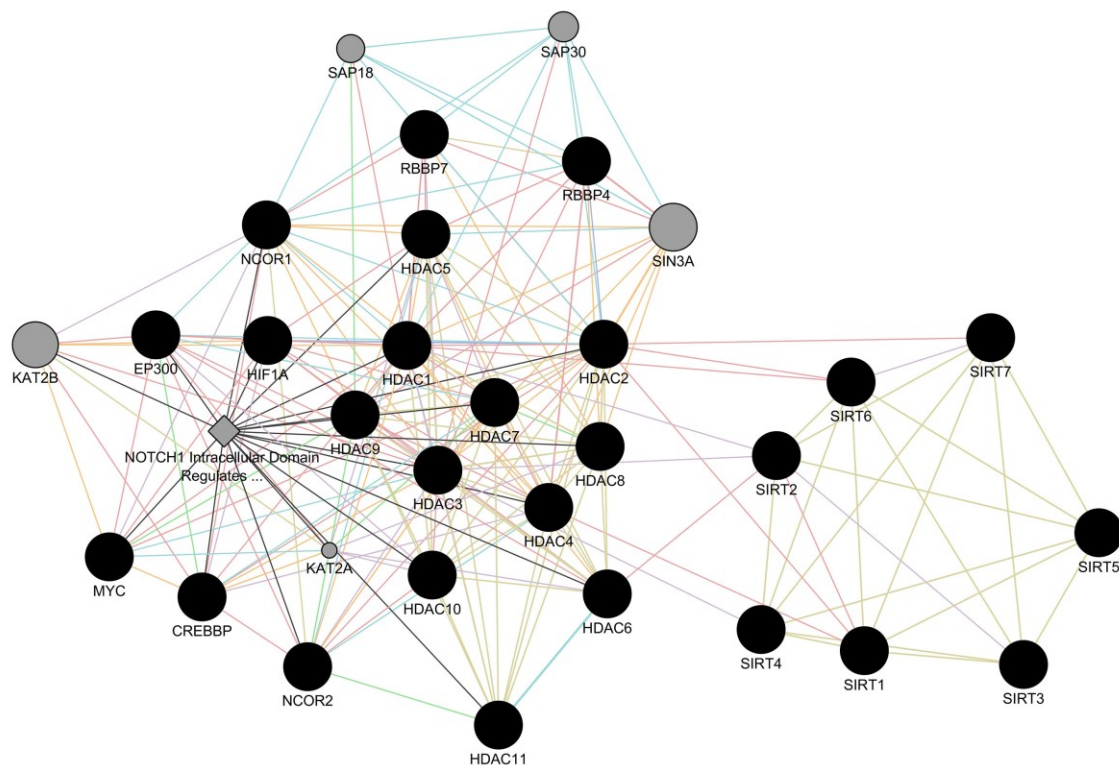 SAP18
SAP30
RBBP7
RBBP4
NCOR1
HDAC5
SIN3A
KAT2B
EP300
HIF1A
HDAC1
HDAC2
SIRT7
SIRT6
HDAC9
HDAC7
NOTCH1 Intracellular Domain
Regulates ...
HDAC8
SIRT2
HDAC3
HDAC4
SIRT5
KAT2A
MYC
HDAC10
CREBBP
HDAC6
SIRT4
SIRT1
SIRT3
NCOR2
HDAC11